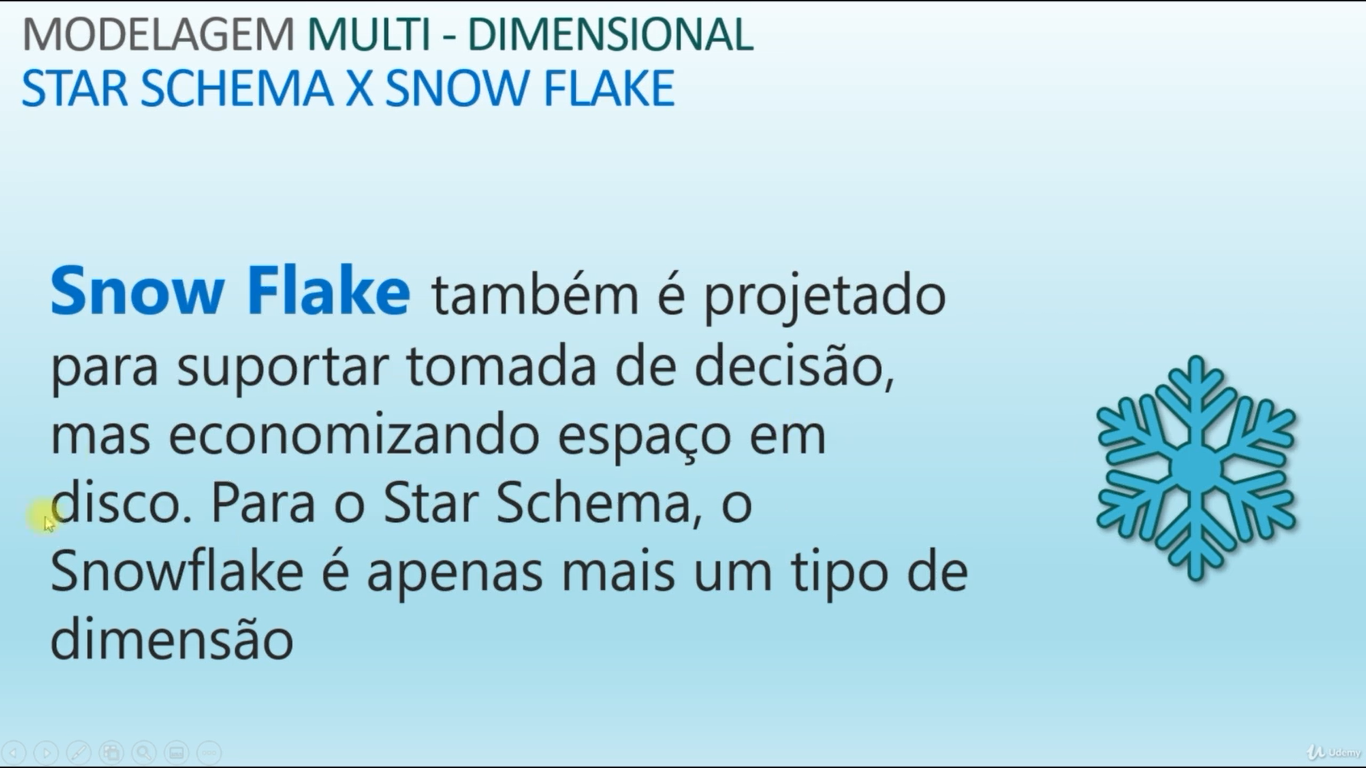 MODELAGEM MULTI - DIMENSIONAL
STAR SCHEMA X SNOW FLAKE
Snow Flake também é projetado
para suportar tomada de decisão,
mas economizando espaço em
disco. Para o Star Schema, o
Snowflake é apenas mais um tipo de
dimensão
Udemy